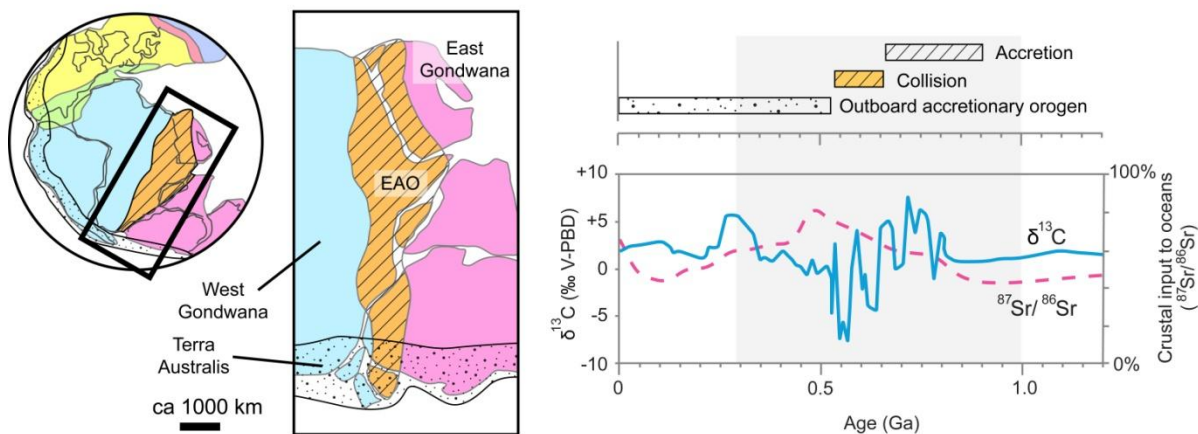 East
Gondwana
EAO
West
Gondwana
Terra
Australis
ca 1000 km
Accretion
Collision
Outboard accretionary orogen
+10
+5
0
-5
-10
δ13C (‰ V-PBD)
100%
0%
Crustal input to oceans
(87Sr/86Sr)
δ13C
87Sr/ 86Sr
0
0.5
1.0
Age (Ga)